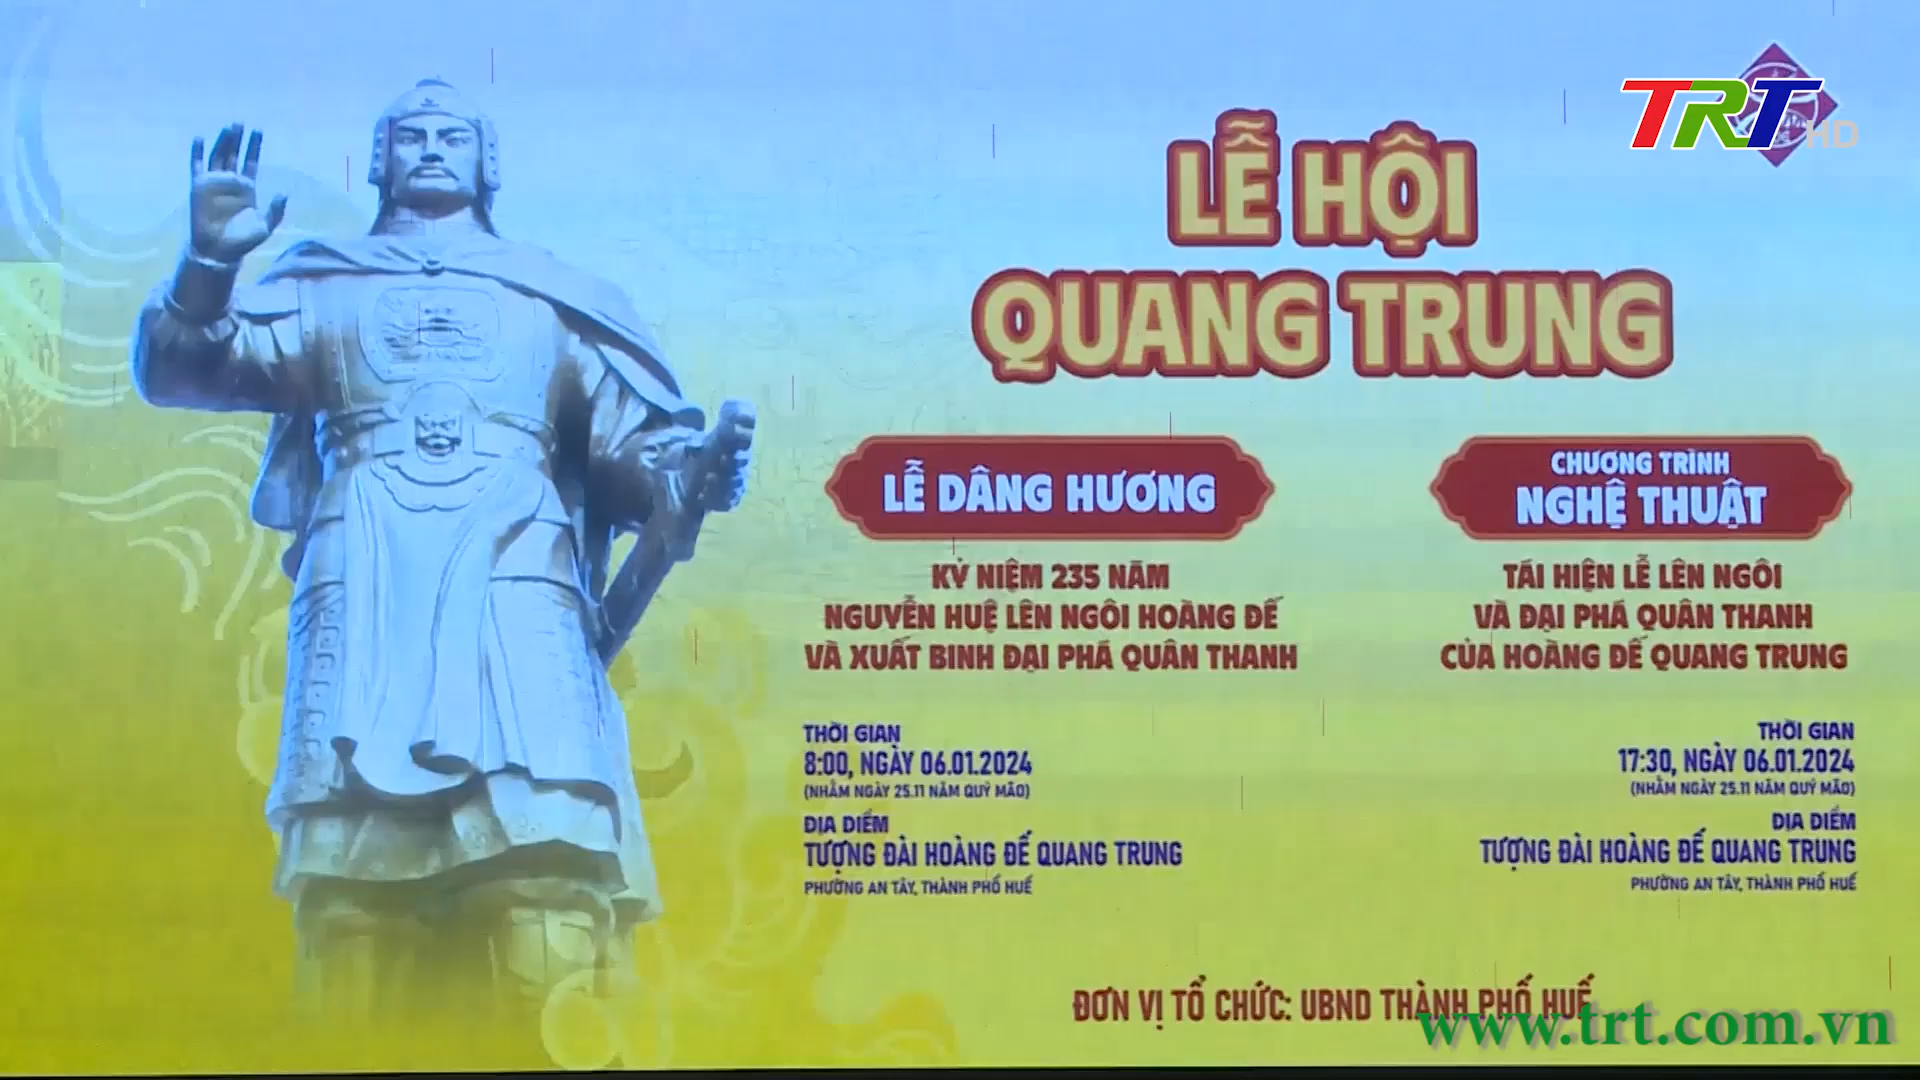 TRT HD
LỄ HỘI
QUANG TRUNG
LỄ DÂNG HƯƠNG
KỶ NIỆM 235 NĂM
NGUYỄN HUỆ LÊN NGÔI HOÀNG ĐẾ
VÀ XUẤT BINH ĐẠI PHÁ QUÂN THANH
THỜI GIAN
8:00, NGÀY 06.01.2024
(NHẰM NGÀY 25.11 NĂM QUÝ MÃO)
ĐỊA ĐIỂM
TƯỢNG ĐÀI HOÀNG ĐẾ QUANG TRUNG
PHƯỜNG AN TÂY, THÀNH PHỐ HUẾ
CHƯƠNG TRÌNH
NGHỆ THUẬT
TÁI HIỆN LỄ LÊN NGÔI
VÀ ĐẠI PHÁ QUÂN THANH
CỦA HOÀNG ĐẾ QUANG TRUNG
THỜI GIAN
17:30, NGÀY 06.01.2024
(NHẰM NGÀY 25.11 NĂM QUÝ MÃO)
ĐỊA ĐIỂM
TƯỢNG ĐÀI HOÀNG ĐẾ QUANG TRUNG
PHƯỜNG AN TÂY, THÀNH PHỐ HUẾ
ĐƠN VỊ TỔ CHỨC: UBND THÀNH PHỐ HUẾ
www.trt.com.vn